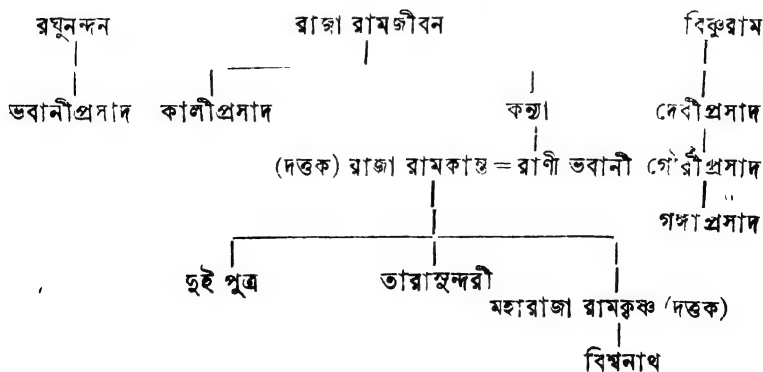 রঘুনন্দন রাজা রামজীবন বিষ্ণুরাম
ভবানীপ্রসাদ কালীপ্রসাদ কন্যা দেবীপ্রসাদ
(দত্তক) রাজা রামকান্ত = রাণী ভবানী গৌরীপ্রসাদ
গঙ্গাপ্রসাদ
দুই পুত্র তারাসুন্দরী
মহারাজা রামকৃষ্ণ (দত্তক)
বিশ্বনাথ